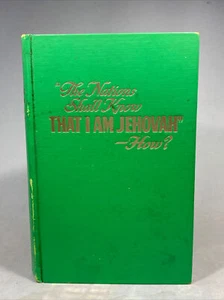 "The Nations
Shall Know
THAT I AM JEHOVAH"
—How?